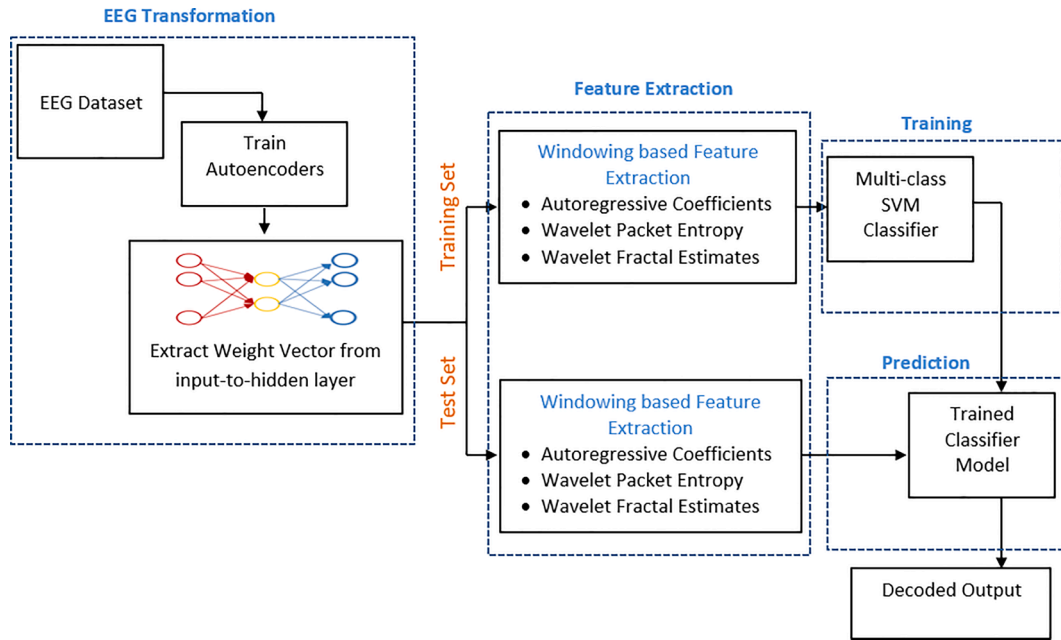 EEG Transformation
EEG Dataset
Train
Autoencoders
Extract Weight Vector from
input-to-hidden layer
Training Set
Test Set
Feature Extraction
Windowing based Feature
Extraction
• Autoregressive Coefficients
• Wavelet Packet Entropy
• Wavelet Fractal Estimates
Windowing based Feature
Extraction
• Autoregressive Coefficients
• Wavelet Packet Entropy
• Wavelet Fractal Estimates
Training
Multi-class
SVM
Classifier
Prediction
Trained
Classifier
Model
Decoded Output